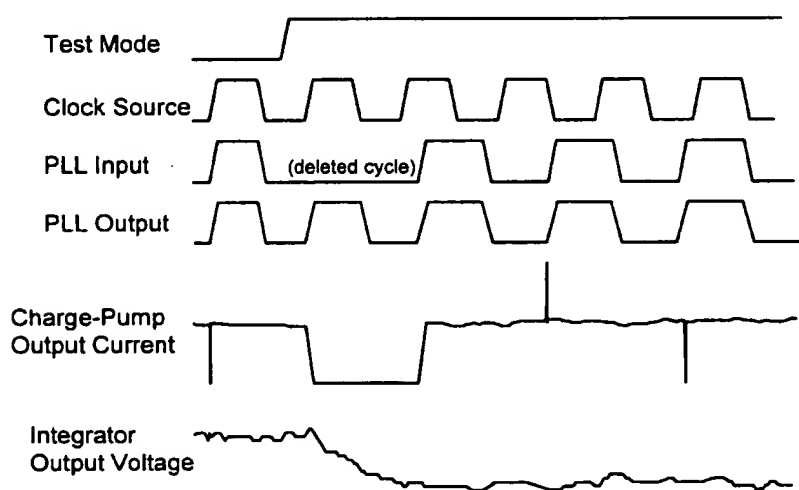 Test Mode
Clock Source
PLL Input
(deleted cycle)
PLL Output
Charge-Pump
Output Current
Integrator
Output Voltage